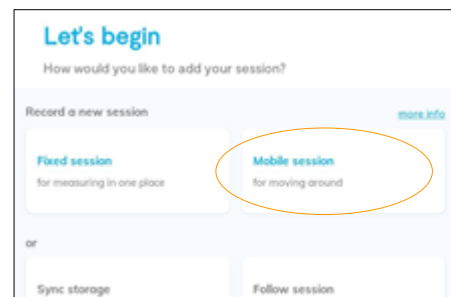 Let's begin
How would you like to add your session?
Record a new session more info
Fixed session Mobile session
for measuring in one place for moving around
or
Sync storage Follow session